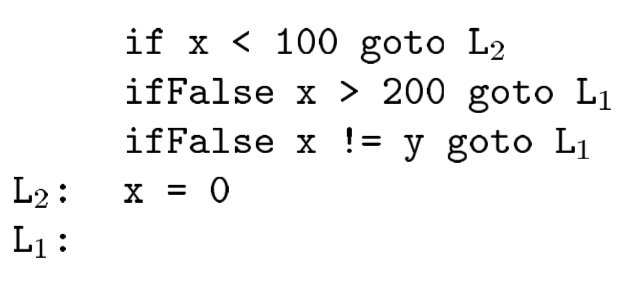 if x < 100 goto L₂
ifFalse x > 200 goto L₁
ifFalse x != y goto L₁
L₂: x = 0
L₁: